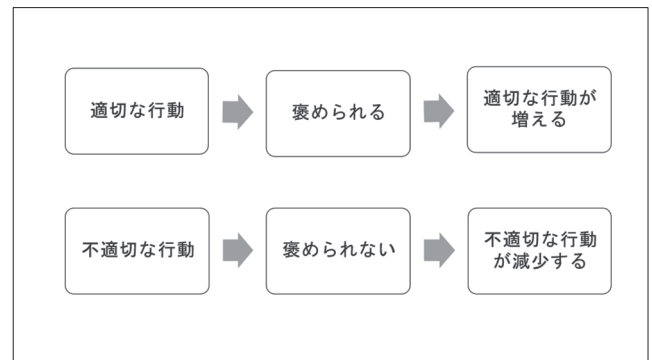 適切な行動
褒められる
適切な行動が
増える
不適切な行動
褒められない
不適切な行動
が減少する